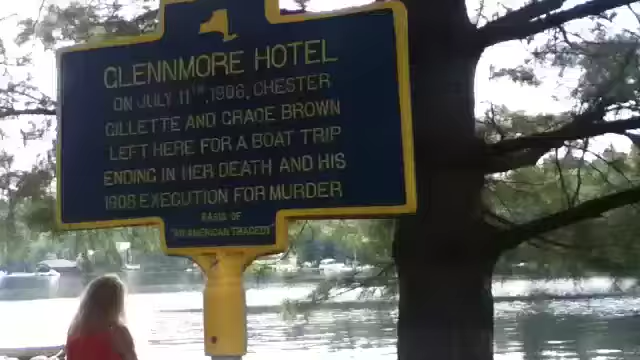 GLENNMORE HOTEL
ON JULY 11TH, 1906, CHESTER
GILLETTE AND GRACE BROWN
LEFT HERE FOR A BOAT TRIP
ENDING IN HER DEATH AND HIS
1908 EXECUTION FOR MURDER
BASIS OF
"AN AMERICAN TRAGEDY"